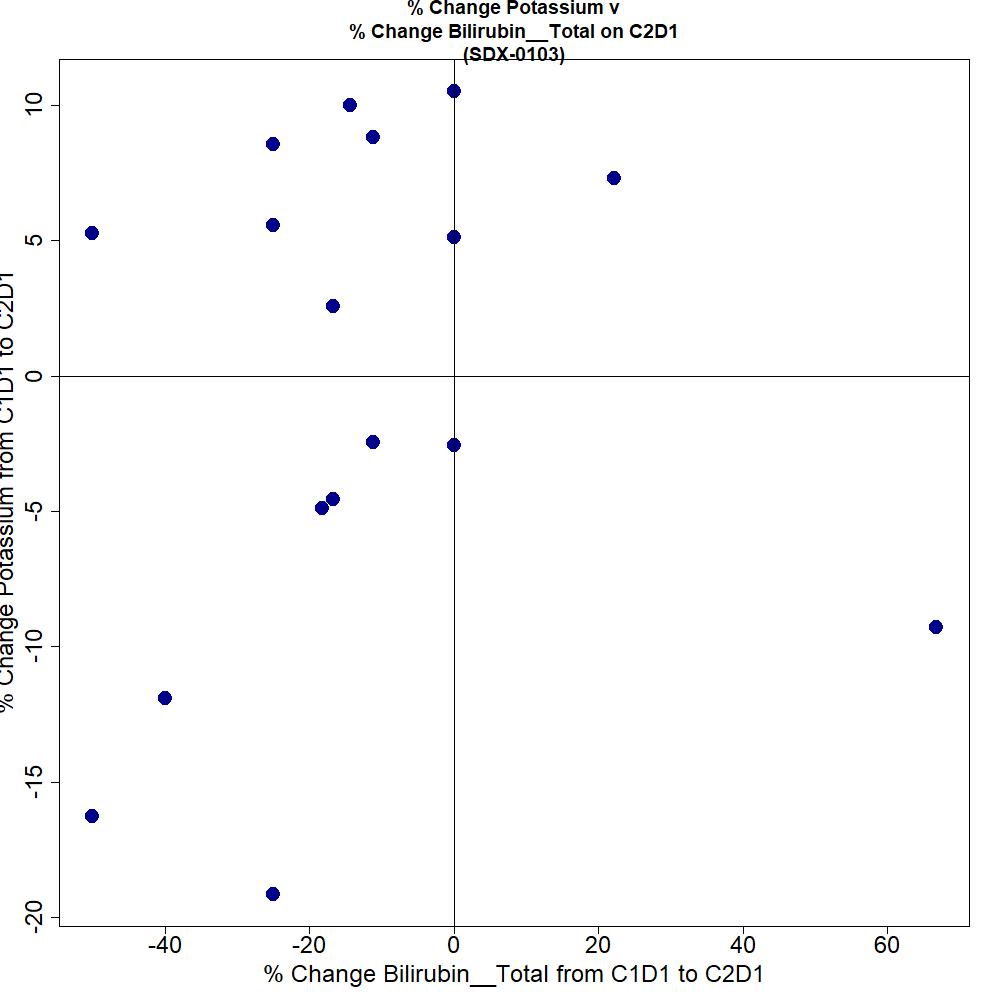 % Change Potassium v
% Change Bilirubin__Total on C2D1
(SDX-0103)
% Change Potassium from C1D1 to C2D1
10
5
0
-5
-10
-15
-20
-40
-20
0
20
40
60
% Change Bilirubin__Total from C1D1 to C2D1